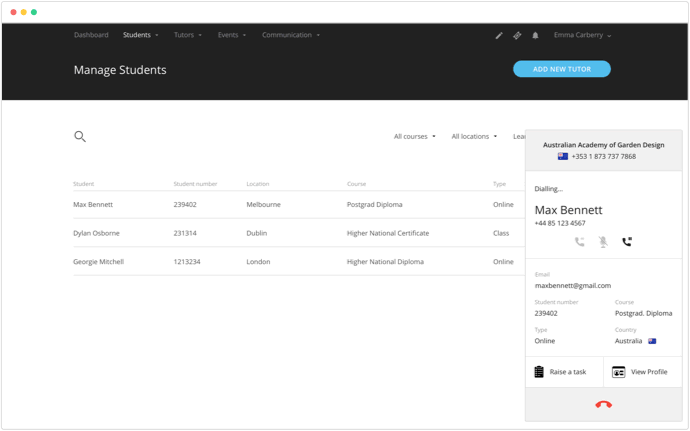 Dashboard Students Tutors Events Communication Emma Carberry
Manage Students
ADD NEW TUTOR
All courses All locations
Student Student number Location Course Type
Max Bennett 239402 Melbourne Postgrad Diploma Online
Dylan Osborne 231314 Dublin Higher National Certificate Class
Georgie Mitchell 1213234 London Higher National Diploma Online
Australian Academy of Garden Design
+353 1 873 737 7868
Dialling...
Max Bennett
+44 85 123 4567
Email
maxbennett@gmail.com
Student number Course
239402 Postgrad. Diploma
Type Country
Online Australia
Raise a task View Profile